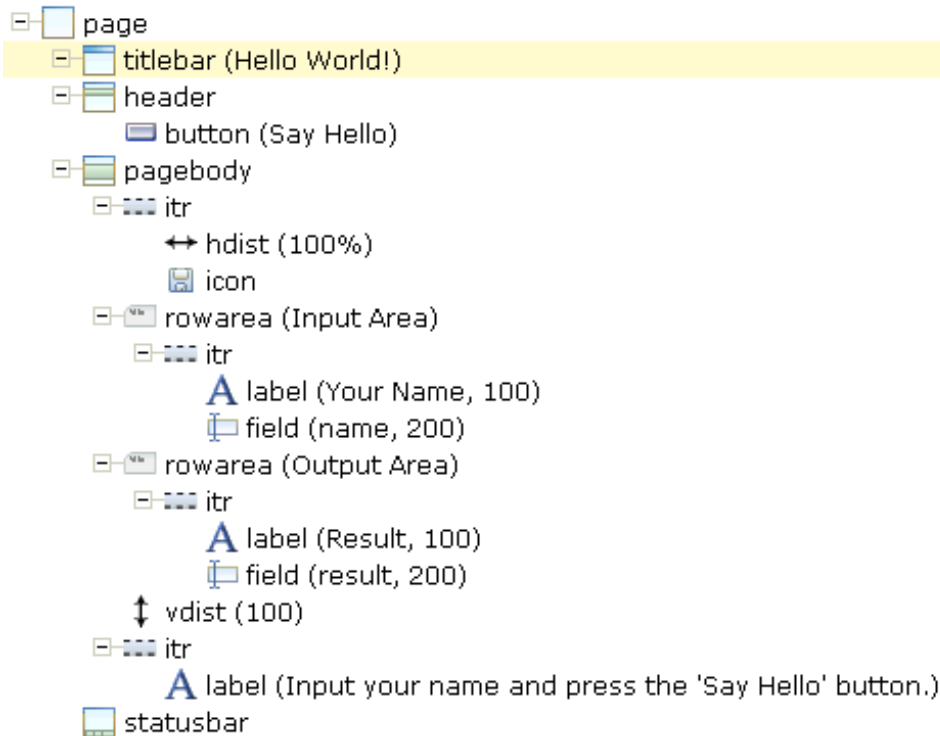 page
titlebar (Hello World!)
header
button (Say Hello)
pagebody
itr
hdist (100%)
icon
rowarea (Input Area)
itr
label (Your Name, 100)
field (name, 200)
rowarea (Output Area)
itr
label (Result, 100)
field (result, 200)
vdist (100)
itr
label (Input your name and press the 'Say Hello' button.)
statusbar